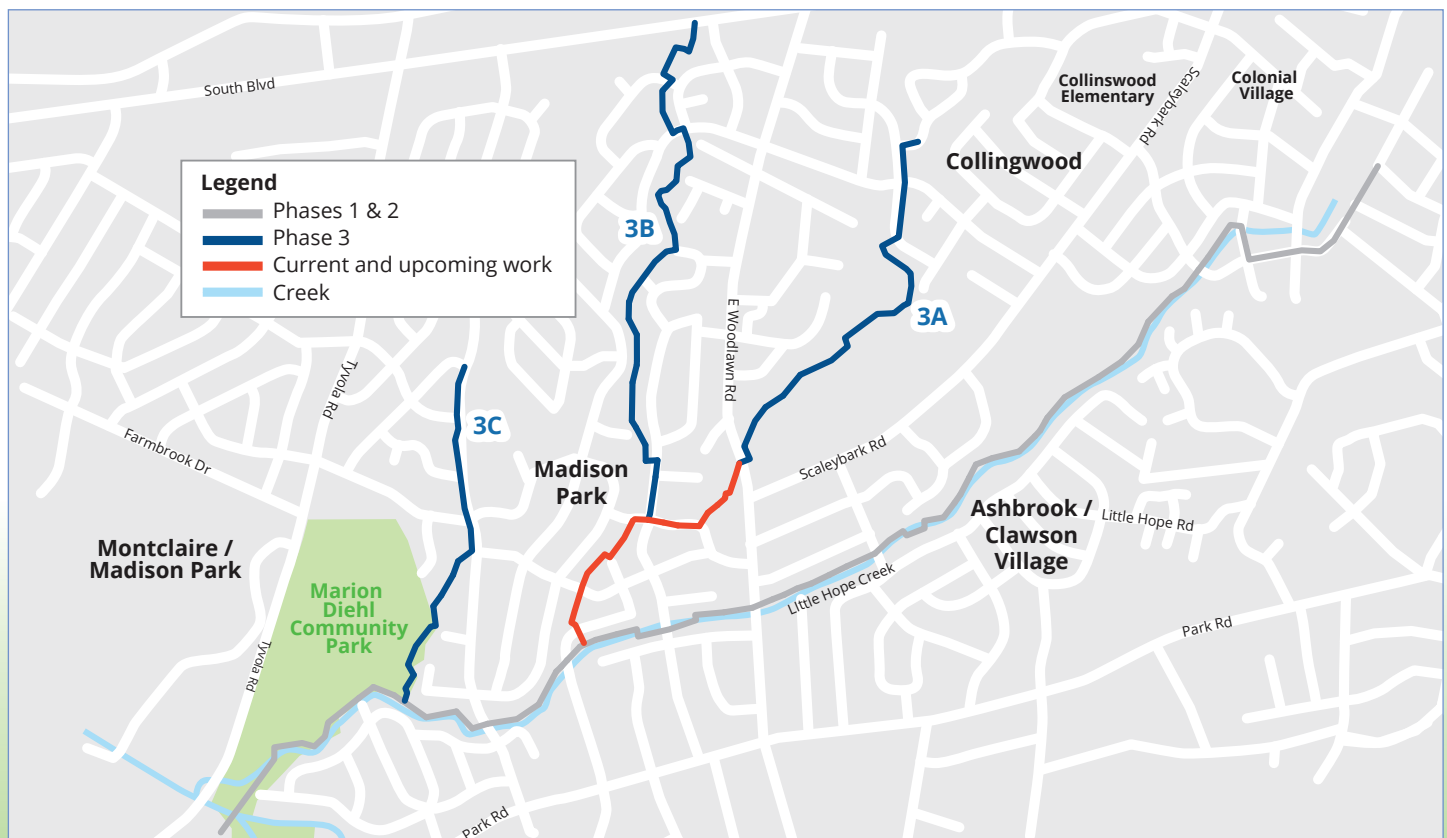 South Blvd
Collinswood
Elementary
Scaleybark Rd
Colonial
Village
Collingwood
Legend
Phases 1 & 2
Phase 3
Current and upcoming work
Creek
3B
3A
E Woodlawn Rd
Tyvola Rd
3C
Farmbrook Dr
Madison
Park
Scaleybark Rd
Ashbrook /
Clawson
Village
Little Hope Rd
Montclaire /
Madison Park
Marion
Diehl
Community
Park
LIttle Hope Creek
Park Rd
Tyvola Rd
Park Rd